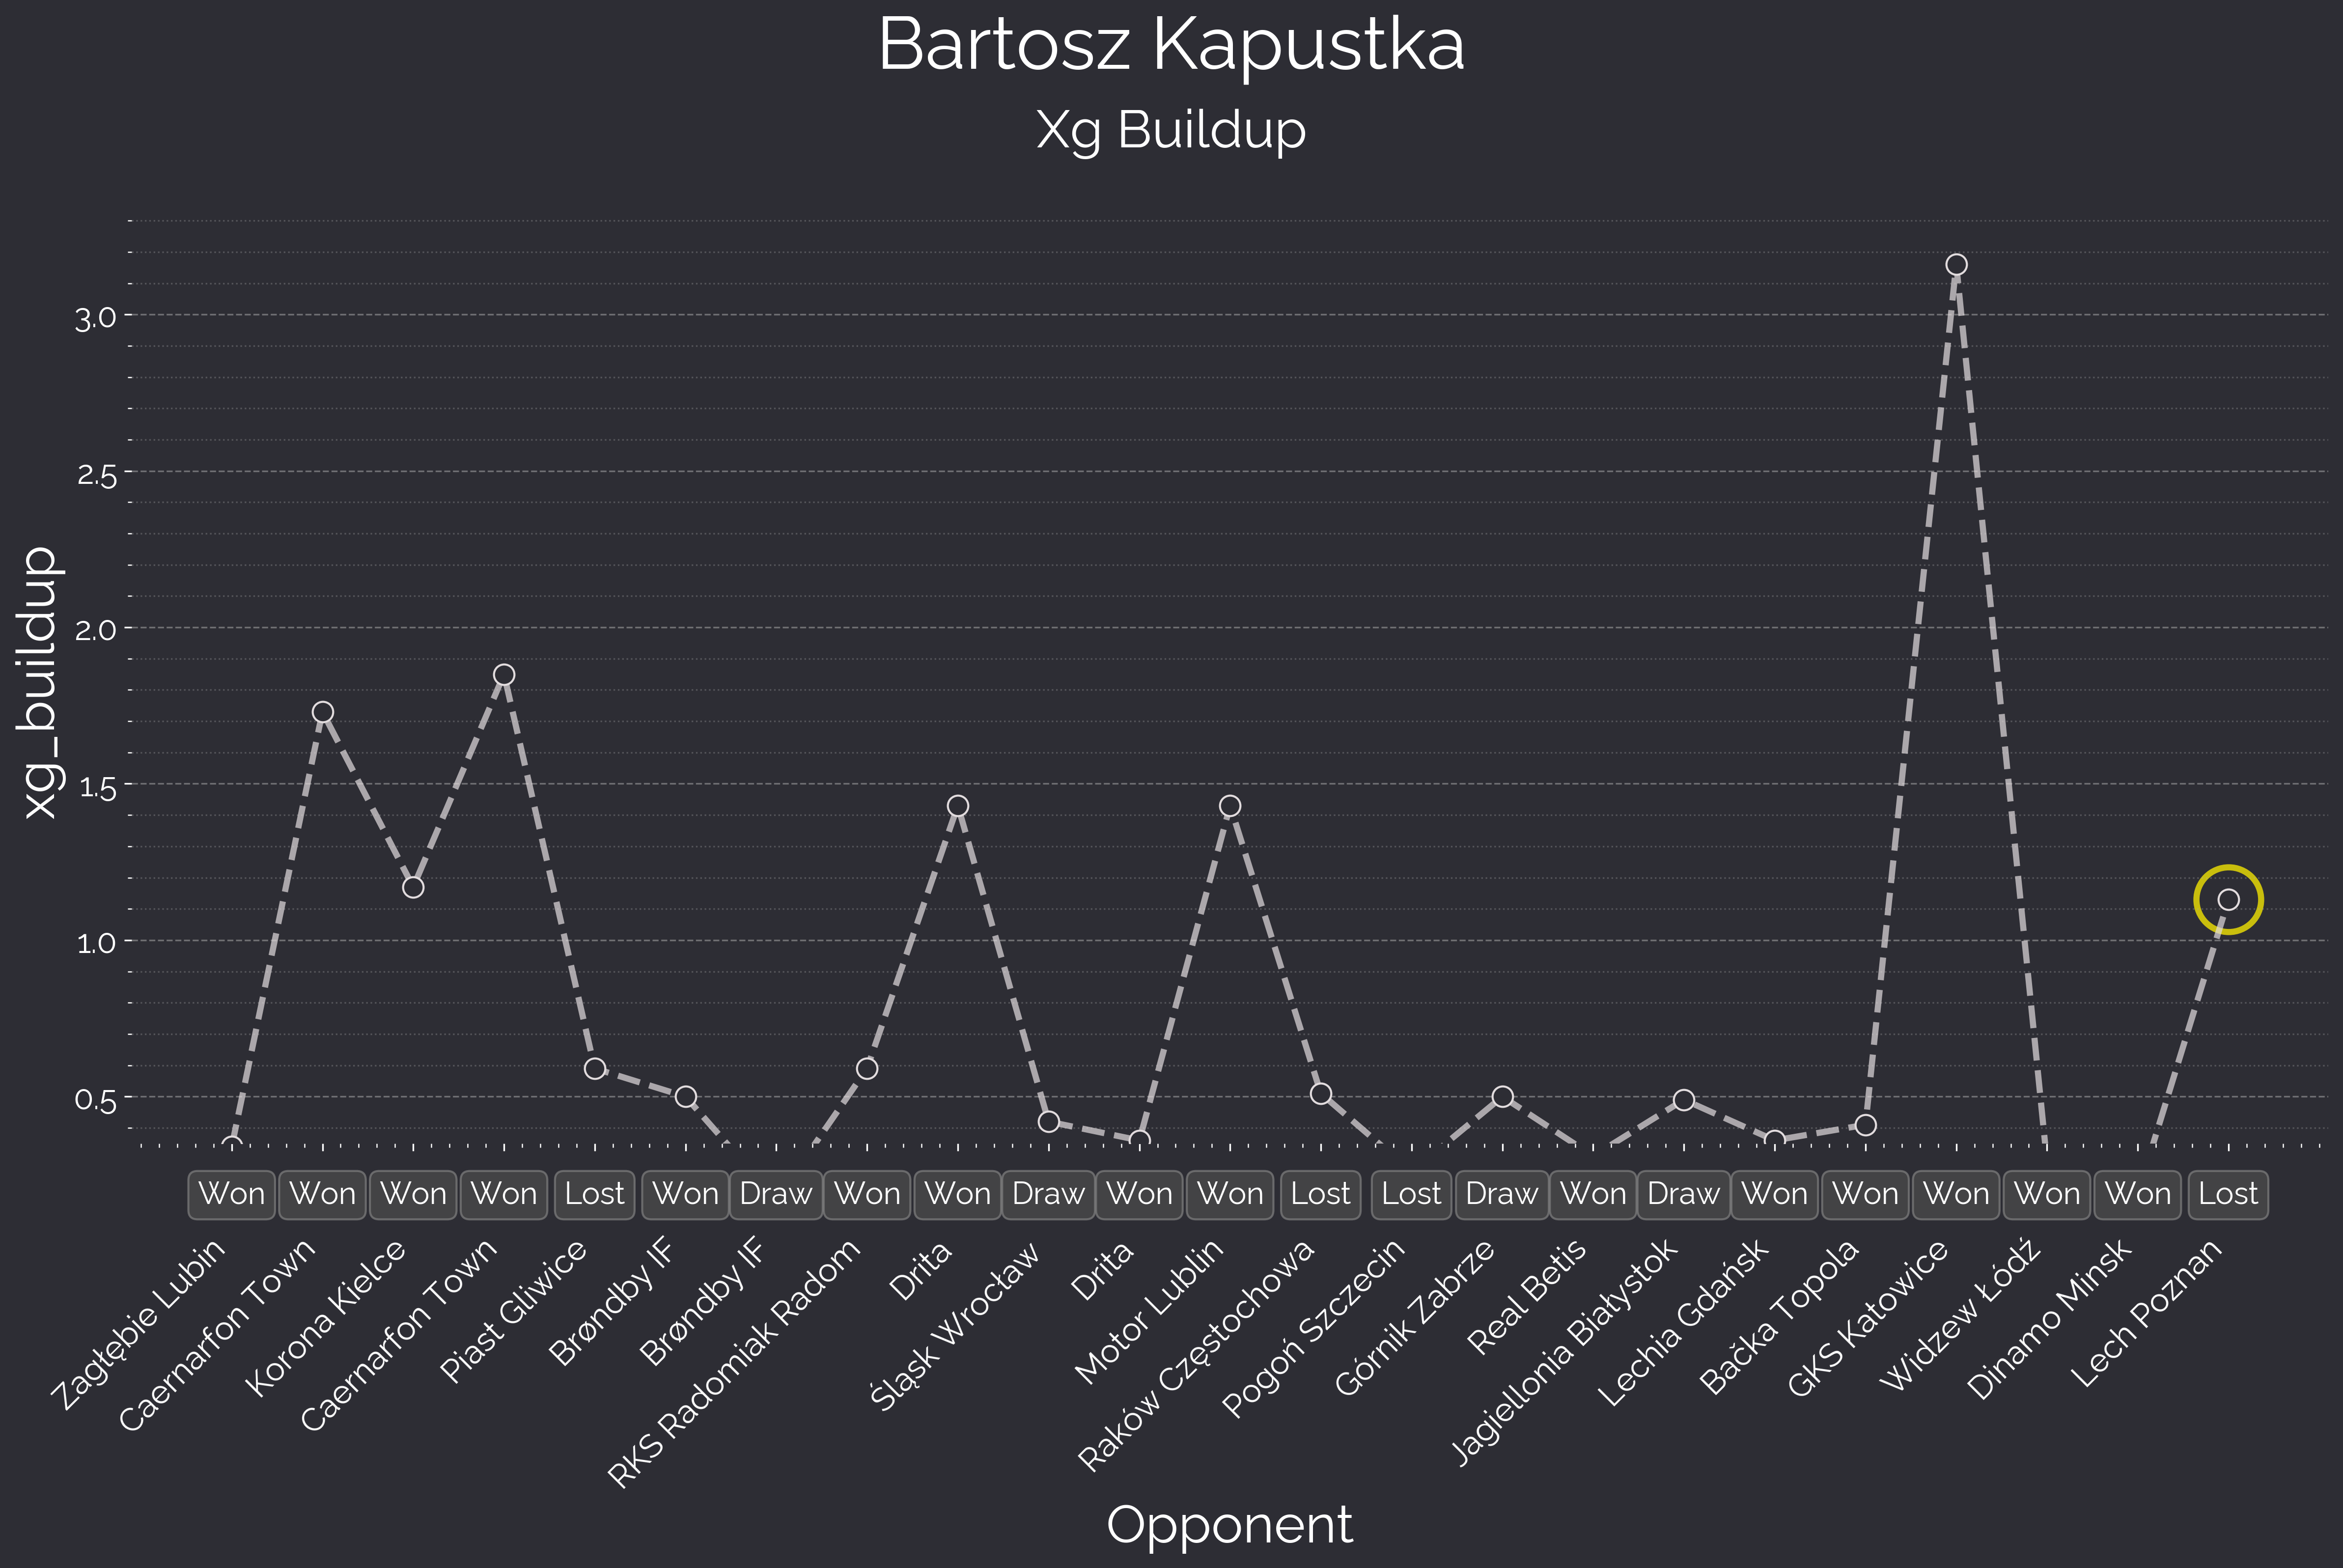 Bartosz Kapustka
Xg Buildup
xg_buildup
3.0
2.5
2.0
1.5
1.0
0.5
Won Won Won Won Lost Won Draw Won Won Draw Won Won Lost Lost Draw Won Draw Won Won Won Won Won Lost
Zagłębie Lubin
Caernarfon Town
Korona Kielce
Caernarfon Town
Piast Gliwice
Brøndby IF
Brøndby IF
RKS Radomiak Radom
Drita
Śląsk Wrocław
Drita
Motor Lublin
Raków Częstochowa
Pogoń Szczecin
Górnik Zabrze
Real Betis
Jagiellonia Białystok
Lechia Gdańsk
Bačka Topola
GKS Katowice
Widzew Łódź
Dinamo Minsk
Lech Poznan
Opponent